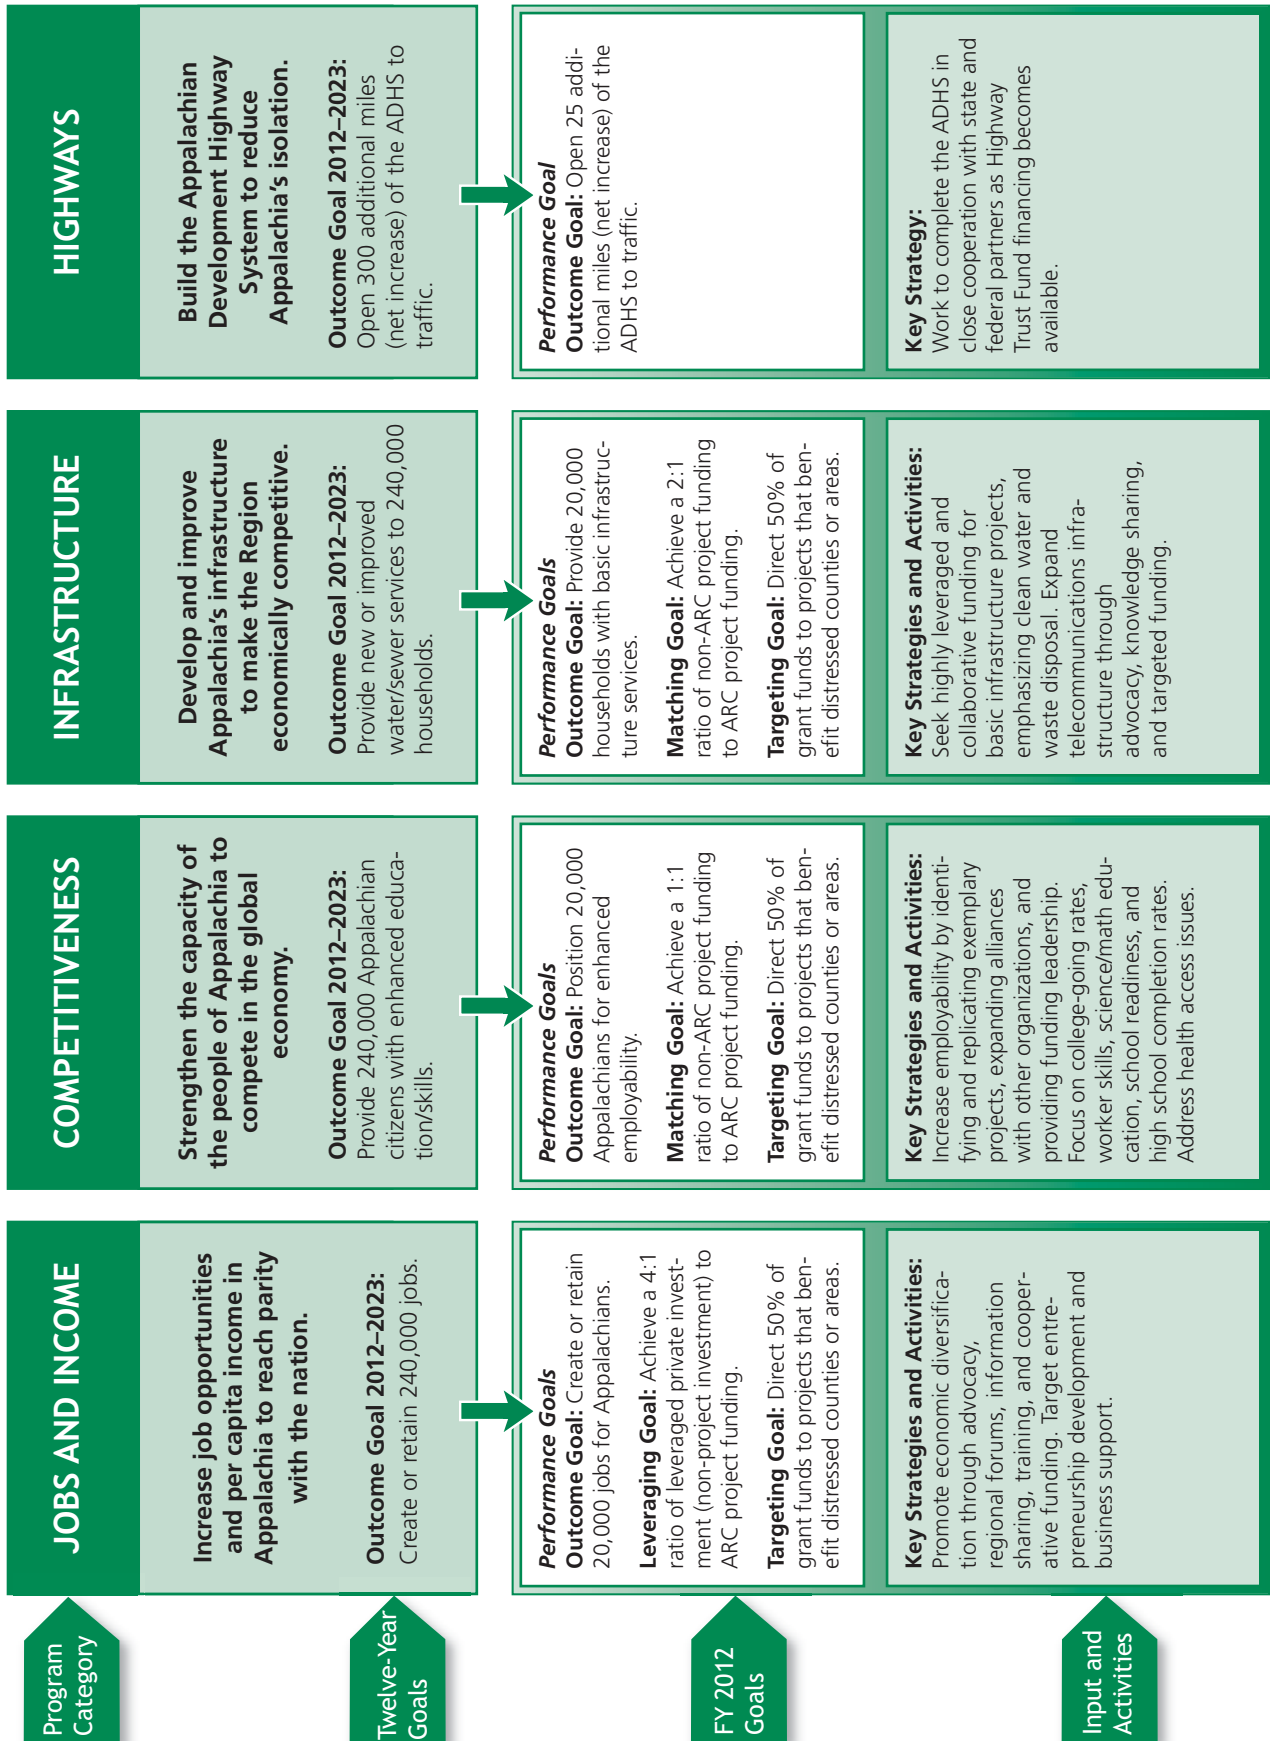 Program
Category
JOBS AND INCOME
COMPETITIVENESS
INFRASTRUCTURE
HIGHWAYS
Twelve-Year
Goals
Increase job opportunities
and per capita income in
Appalachia to reach parity
with the nation.
Outcome Goal 2012–2023:
Create or retain 240,000 jobs.
Strengthen the capacity of
the people of Appalachia to
compete in the global
economy.
Outcome Goal 2012–2023:
Provide 240,000 Appalachian
citizens with enhanced educa-
tion/skills.
Develop and improve
Appalachia’s infrastructure
to make the Region
economically competitive.
Outcome Goal 2012–2023:
Provide new or improved
water/sewer services to 240,000
households.
Build the Appalachian
Development Highway
System to reduce
Appalachia’s isolation.
Outcome Goal 2012–2023:
Open 300 additional miles
(net increase) of the ADHS to
traffic.
FY 2012
Goals
Performance Goals
Outcome Goal: Create or retain
20,000 jobs for Appalachians.
Leveraging Goal: Achieve a 4:1
ratio of leveraged private invest-
ment (non-project investment) to
ARC project funding.
Targeting Goal: Direct 50% of
grant funds to projects that ben-
efit distressed counties or areas.
Performance Goals
Outcome Goal: Position 20,000
Appalachians for enhanced
employability.
Matching Goal: Achieve a 1:1
ratio of non-ARC project funding
to ARC project funding.
Targeting Goal: Direct 50% of
grant funds to projects that ben-
efit distressed counties or areas.
Performance Goals
Outcome Goal: Provide 20,000
households with basic infrastruc-
ture services.
Matching Goal: Achieve a 2:1
ratio of non-ARC project funding
to ARC project funding.
Targeting Goal: Direct 50% of
grant funds to projects that ben-
efit distressed counties or areas.
Performance Goal
Outcome Goal: Open 25 addi-
tional miles (net increase) of the
ADHS to traffic.
Input and
Activities
Key Strategies and Activities:
Promote economic diversifica-
tion through advocacy,
regional forums, information
sharing, training, and cooper-
ative funding. Target entre-
preneurship development and
business support.
Key Strategies and Activities:
Increase employability by identi-
fying and replicating exemplary
projects, expanding alliances
with other organizations, and
providing funding leadership.
Focus on college-going rates,
worker skills, science/math edu-
cation, school readiness, and
high school completion rates.
Address health access issues.
Key Strategies and Activities:
Seek highly leveraged and
collaborative funding for
basic infrastructure projects,
emphasizing clean water and
waste disposal. Expand
telecommunications infra-
structure through
advocacy, knowledge sharing,
and targeted funding.
Key Strategy:
Work to complete the ADHS in
close cooperation with state and
federal partners as Highway
Trust Fund financing becomes
available.